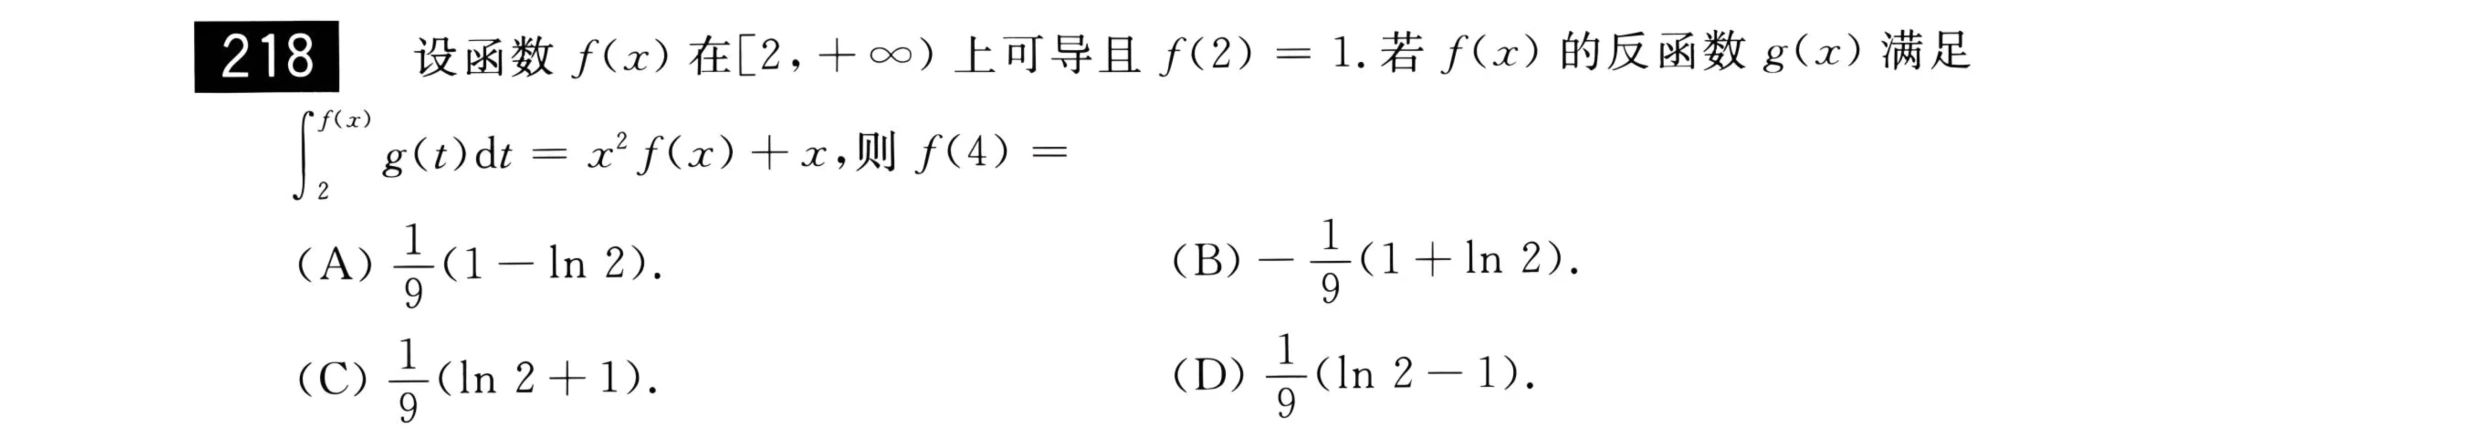 218 设函数 f(x) 在[2,+∞) 上可导且 f(2) = 1. 若 f(x) 的反函数 g(x) 满足
∫₂^{f(x)} g(t)dt = x² f(x) + x,则 f(4) =
(A) 1/9 (1 − ln 2). (B) − 1/9 (1 + ln 2).
(C) 1/9 (ln 2 + 1). (D) 1/9 (ln 2 − 1).